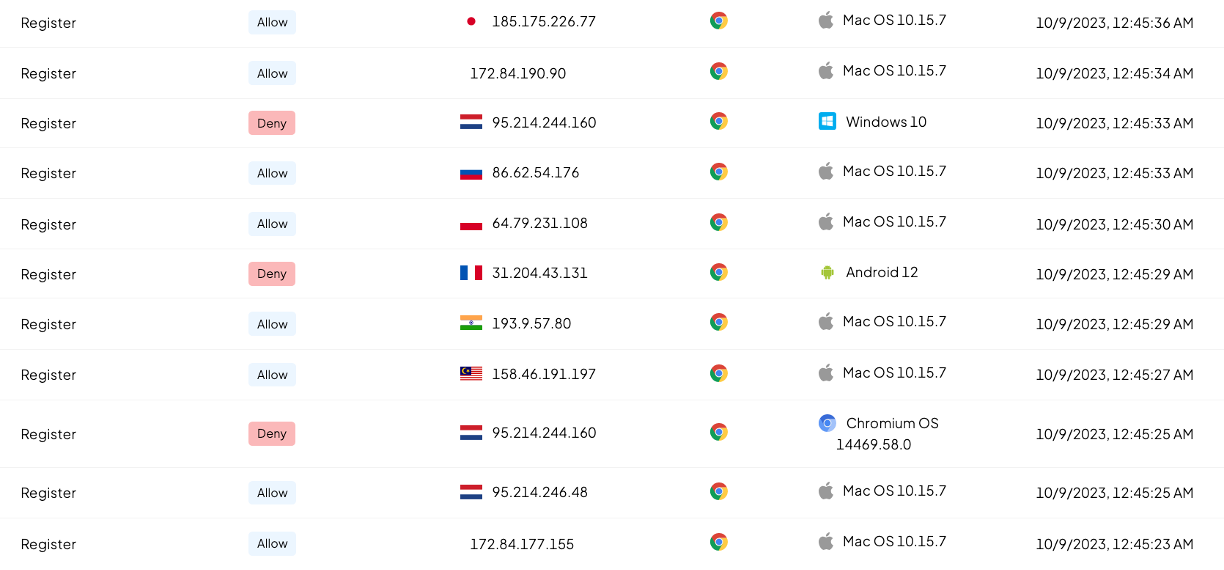 Register Allow 185.175.226.77 Mac OS 10.15.7 10/9/2023, 12:45:36 AM
Register Allow 172.84.190.90 Mac OS 10.15.7 10/9/2023, 12:45:34 AM
Register Deny 95.214.244.160 Windows 10 10/9/2023, 12:45:33 AM
Register Allow 86.62.54.176 Mac OS 10.15.7 10/9/2023, 12:45:33 AM
Register Allow 64.79.231.108 Mac OS 10.15.7 10/9/2023, 12:45:30 AM
Register Deny 31.204.43.131 Android 12 10/9/2023, 12:45:29 AM
Register Allow 193.9.57.80 Mac OS 10.15.7 10/9/2023, 12:45:29 AM
Register Allow 158.46.191.197 Mac OS 10.15.7 10/9/2023, 12:45:27 AM
Register Deny 95.214.244.160 Chromium OS 10/9/2023, 12:45:25 AM
14469.58.0
Register Allow 95.214.246.48 Mac OS 10.15.7 10/9/2023, 12:45:25 AM
Register Allow 172.84.177.155 Mac OS 10.15.7 10/9/2023, 12:45:23 AM